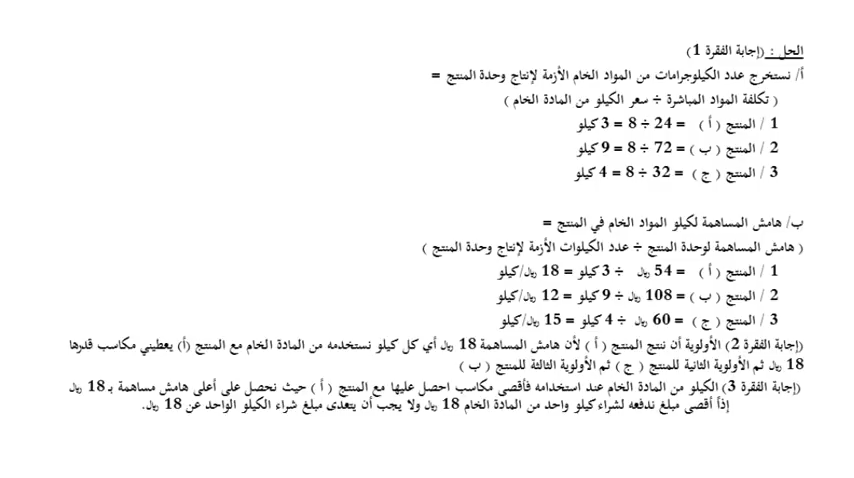 الحل : (إجابة الفقرة 1)
أ/ نستخرج عدد الكيلوجرامات من المواد الخام الأزمة لإنتاج وحدة المنتج =
( تكلفة المواد المباشرة ÷ سعر الكيلو من المادة الخام )
1 / المنتج ( أ ) = 24 ÷ 8 = 3 كيلو
2 / المنتج ( ب ) = 72 ÷ 8 = 9 كيلو
3 / المنتج ( ج ) = 32 ÷ 8 = 4 كيلو
ب/ هامش المساهمة لكيلو المواد الخام في المنتج =
( هامش المساهمة لوحدة المنتج ÷ عدد الكيلوات الأزمة لإنتاج وحدة المنتج )
1 / المنتج ( أ ) = 54 ريال ÷ 3 كيلو = 18 ريال/كيلو
2 / المنتج ( ب ) = 108 ريال ÷ 9 كيلو = 12 ريال/كيلو
3 / المنتج ( ج ) = 60 ريال ÷ 4 كيلو = 15 ريال/كيلو
(إجابة الفقرة 2) الأولوية أن ننتج المنتج ( أ ) لأن هامش المساهمة 18 ريال أي كل كيلو نستخدمه من المادة الخام مع المنتج (أ) يعطيني مكاسب قدرها
18 ريال ثم الأولوية الثانية للمنتج ( ج ) ثم الأولوية الثالثة للمنتج ( ب )
(إجابة الفقرة 3) الكيلو من المادة الخام عند استخدامه فأقصى مكاسب احصل عليها مع المنتج ( أ ) حيث نحصل على أعلى هامش مساهمة بـ 18 ريال
إذاً أقصى مبلغ ندفعه لشراء كيلو واحد من المادة الخام 18 ريال ولا يجب أن يتعدى مبلغ شراء الكيلو الواحد عن 18 ريال.